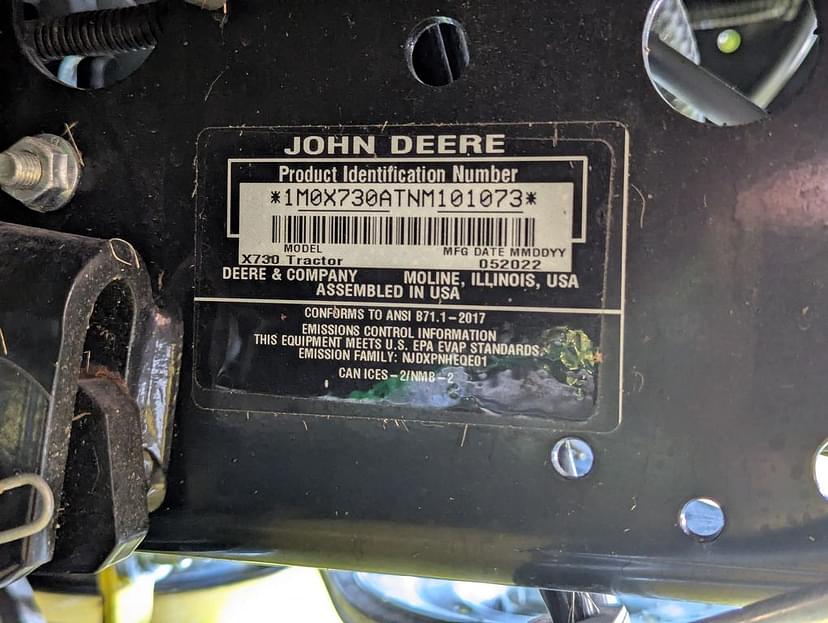 JOHN DEERE
Product Identification Number
*1M0X730ATNM101073*
MODEL MFG DATE MMDDYY
X730 Tractor 052022
DEERE & COMPANY MOLINE, ILLINOIS, USA
ASSEMBLED IN USA
CONFORMS TO ANSI B71.1-2017
EMISSIONS CONTROL INFORMATION
THIS EQUIPMENT MEETS U.S. EPA EVAP STANDARDS.
EMISSION FAMILY: NJDXPNHEQE01
CAN ICES-2/NMB-2